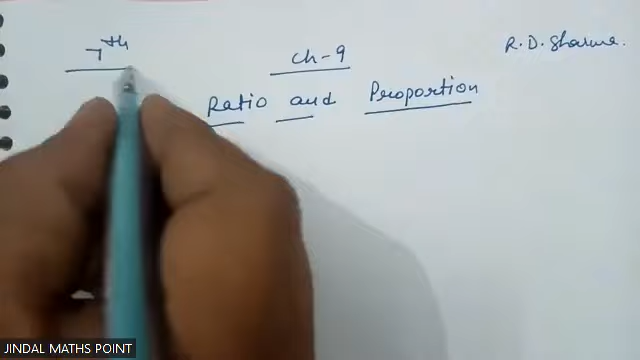 7th Ch-9 R.D. Sharma.
Ratio and Proportion
JINDAL MATHS POINT